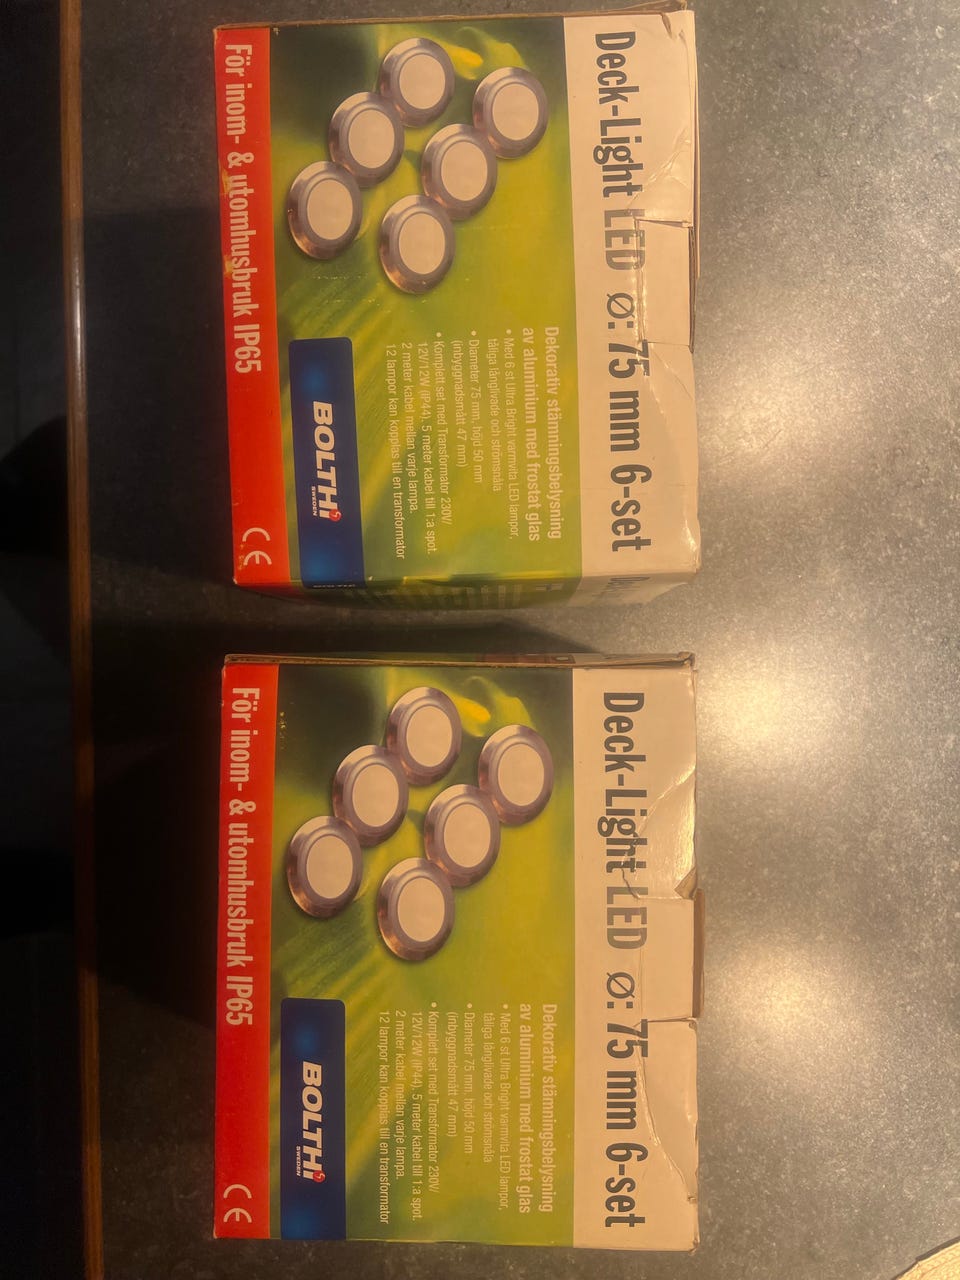 Deck-Light LED ø: 75 mm 6-set
Dekorativ stämningsbelysning
av aluminium med frostat glas
• Med 6 st Ultra Bright varmvita LED lampor,
tåliga långlivade och strömsnåla
• Diameter 75 mm, höjd 50 mm
(inbyggnadsmått 47 mm)
• Komplett set med Transformator 230V/
12V/12W (IP44), 5 meter kabel till 1:a spot.
2 meter kabel mellan varje lampa.
12 lampor kan kopplas till en transformator
BOLTHi
SWEDEN
För inom- & utomhusbruk IP65
CE
Deck-Light LED ø: 75 mm 6-set
Dekorativ stämningsbelysning
av aluminium med frostat glas
• Med 6 st Ultra Bright varmvita LED lampor,
tåliga långlivade och strömsnåla
• Diameter 75 mm, höjd 50 mm
(inbyggnadsmått 47 mm)
• Komplett set med Transformator 230V/
12V/12W (IP44), 5 meter kabel till 1:a spot.
2 meter kabel mellan varje lampa.
12 lampor kan kopplas till en transformator
BOLTHi
SWEDEN
För inom- & utomhusbruk IP65
CE